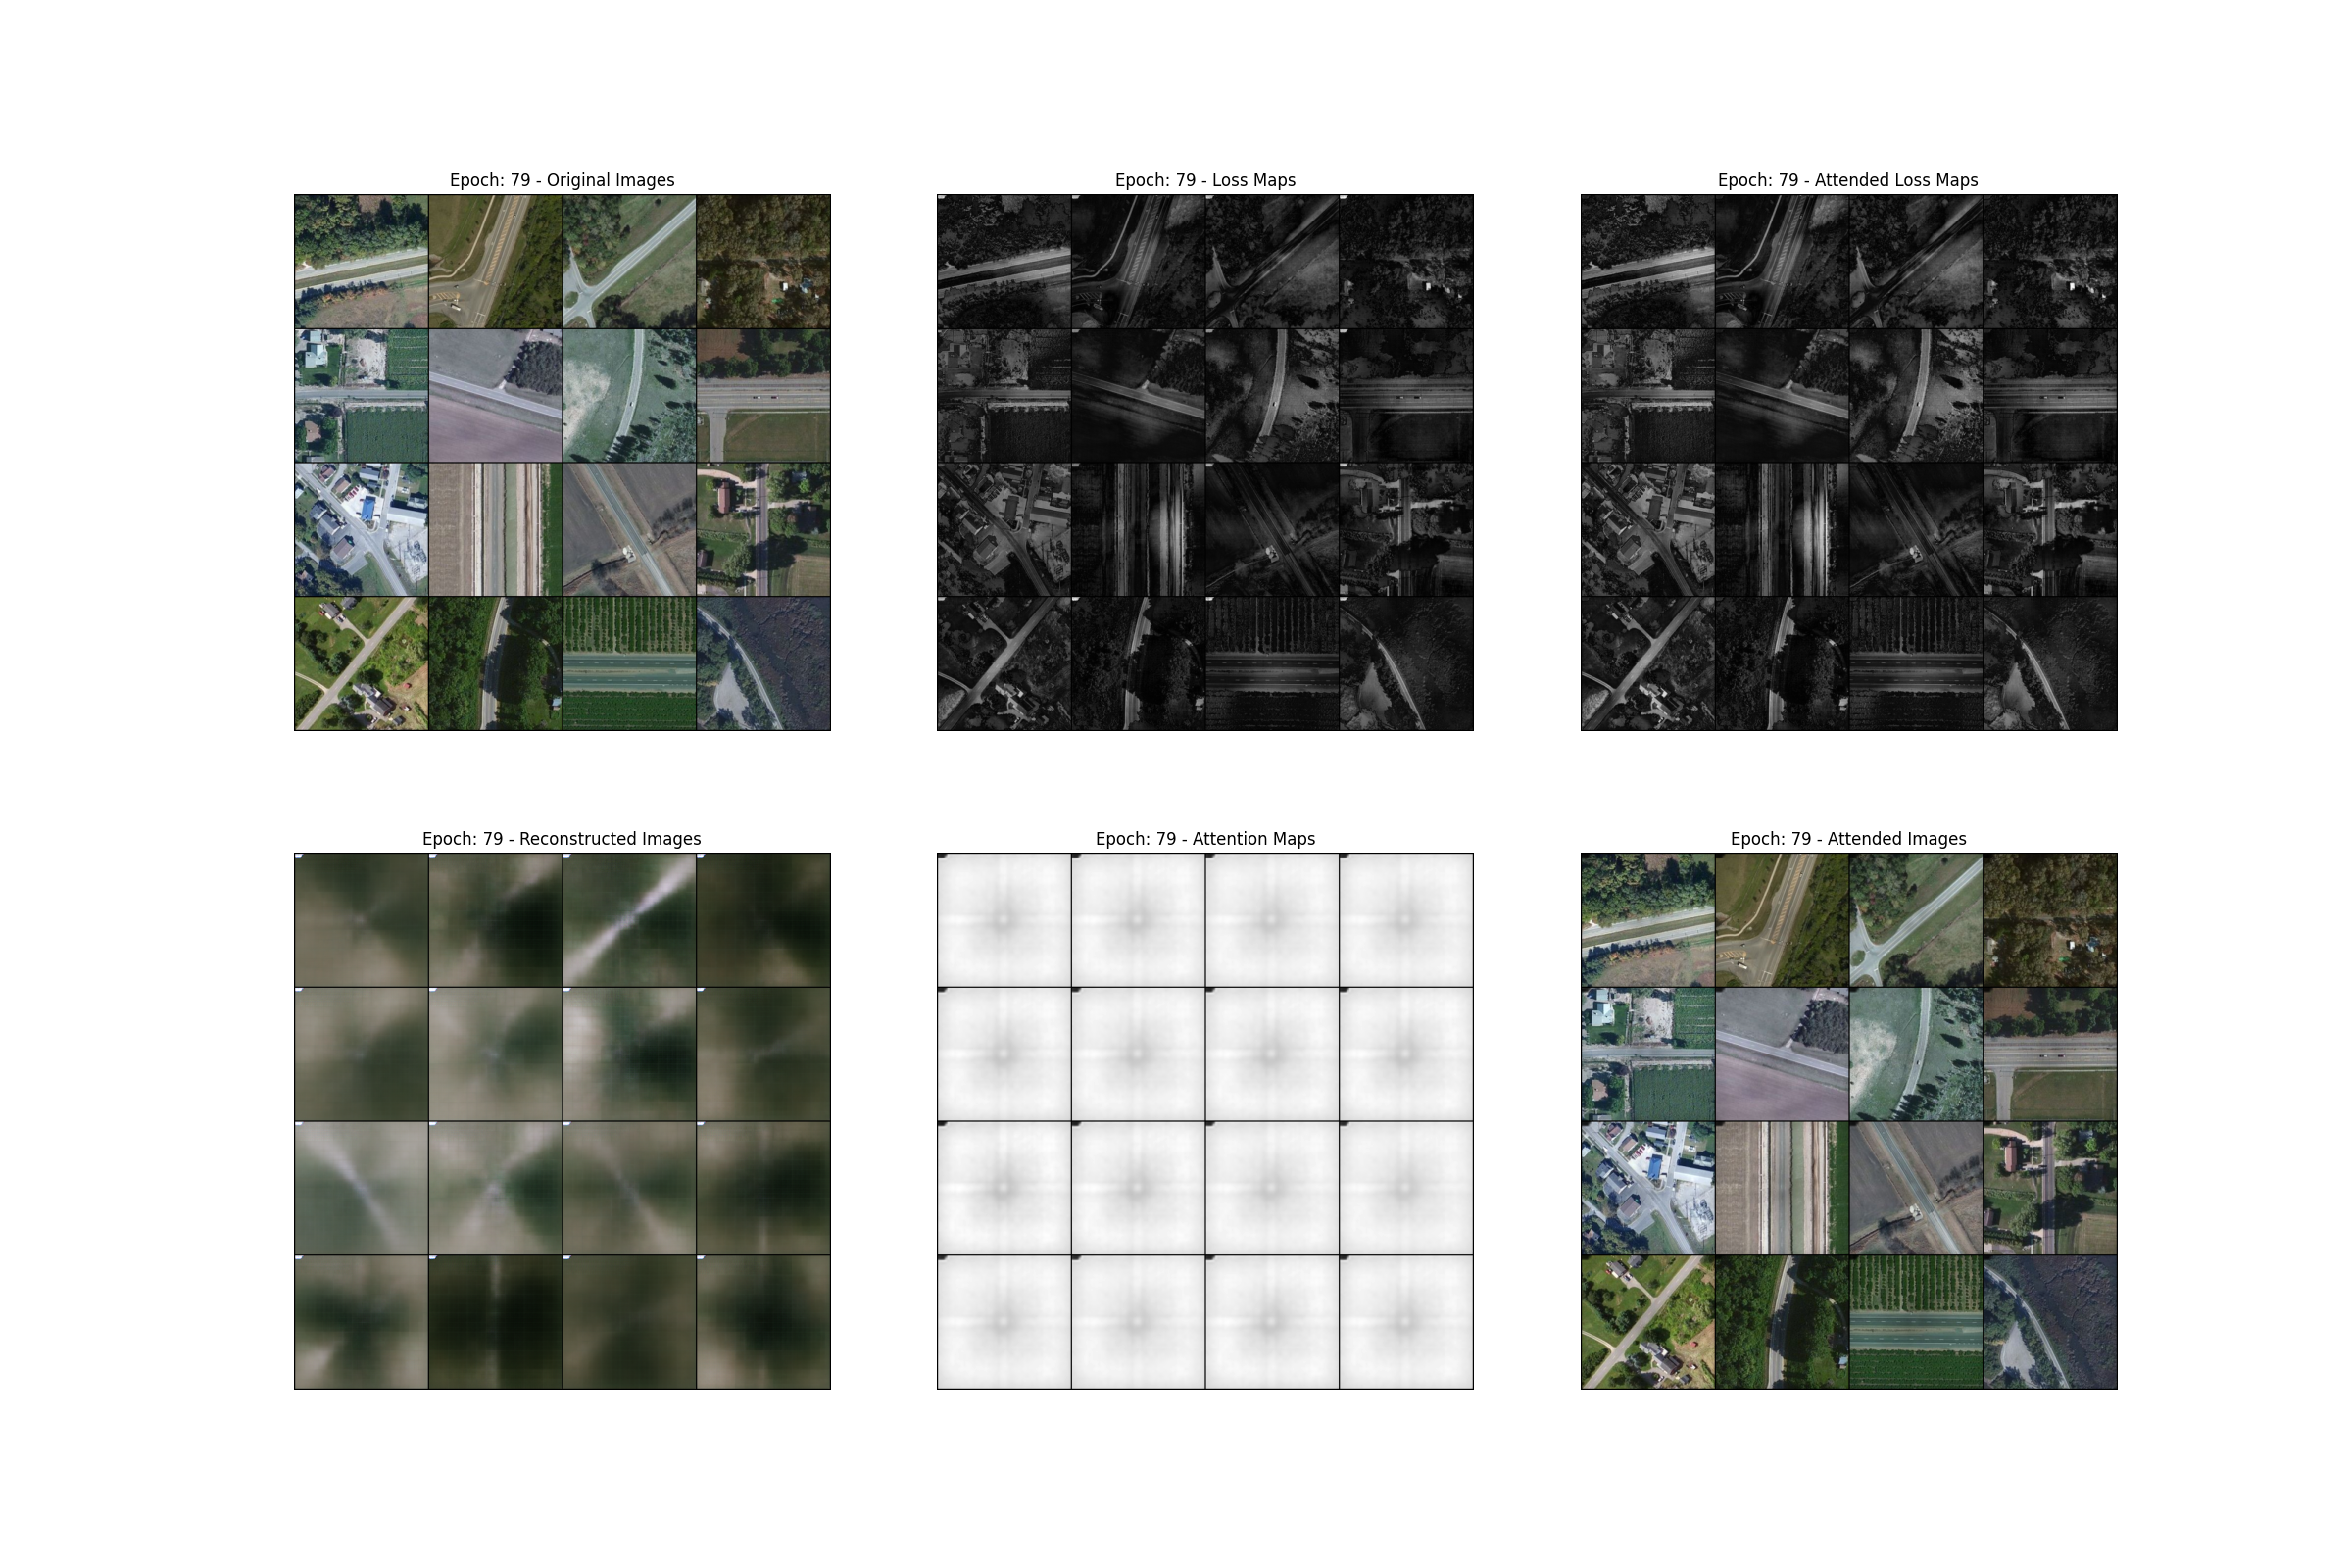 Epoch: 79 - Original Images
Epoch: 79 - Loss Maps
Epoch: 79 - Attended Loss Maps
Epoch: 79 - Reconstructed Images
Epoch: 79 - Attention Maps
Epoch: 79 - Attended Images